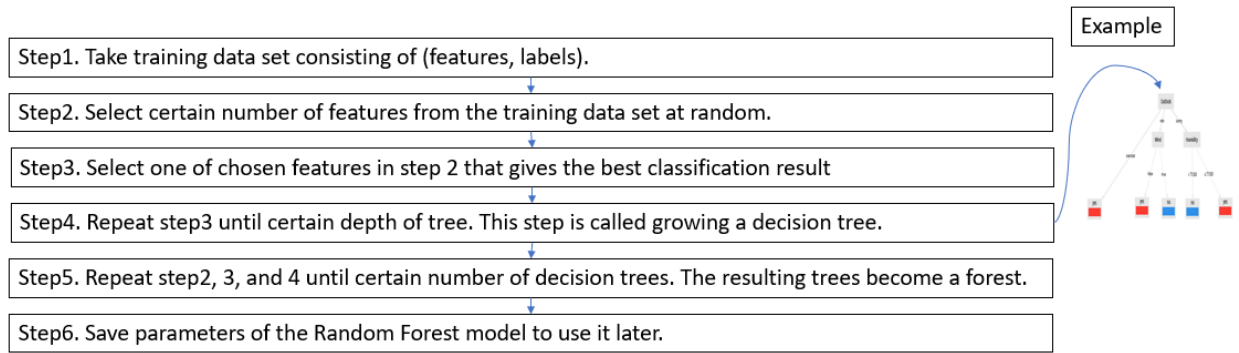 Example
Step1. Take training data set consisting of (features, labels).
Step2. Select certain number of features from the training data set at random.
Step3. Select one of chosen features in step 2 that gives the best classification result
Step4. Repeat step3 until certain depth of tree. This step is called growing a decision tree.
Step5. Repeat step2, 3, and 4 until certain number of decision trees. The resulting trees become a forest.
Step6. Save parameters of the Random Forest model to use it later.